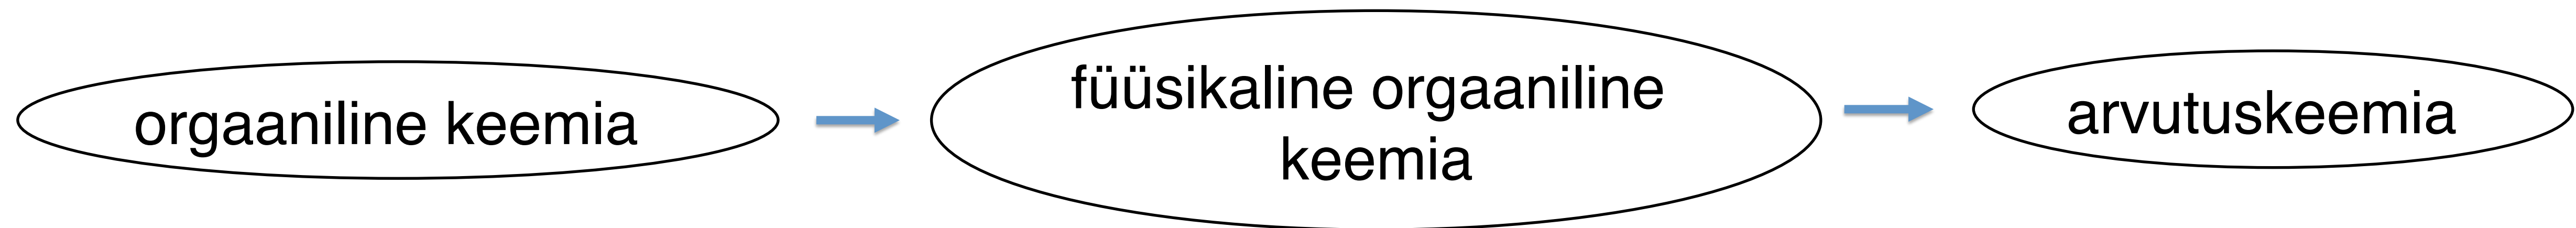 orgaaniline keemia
füüsikaline orgaaniline
keemia
arvutuskeemia